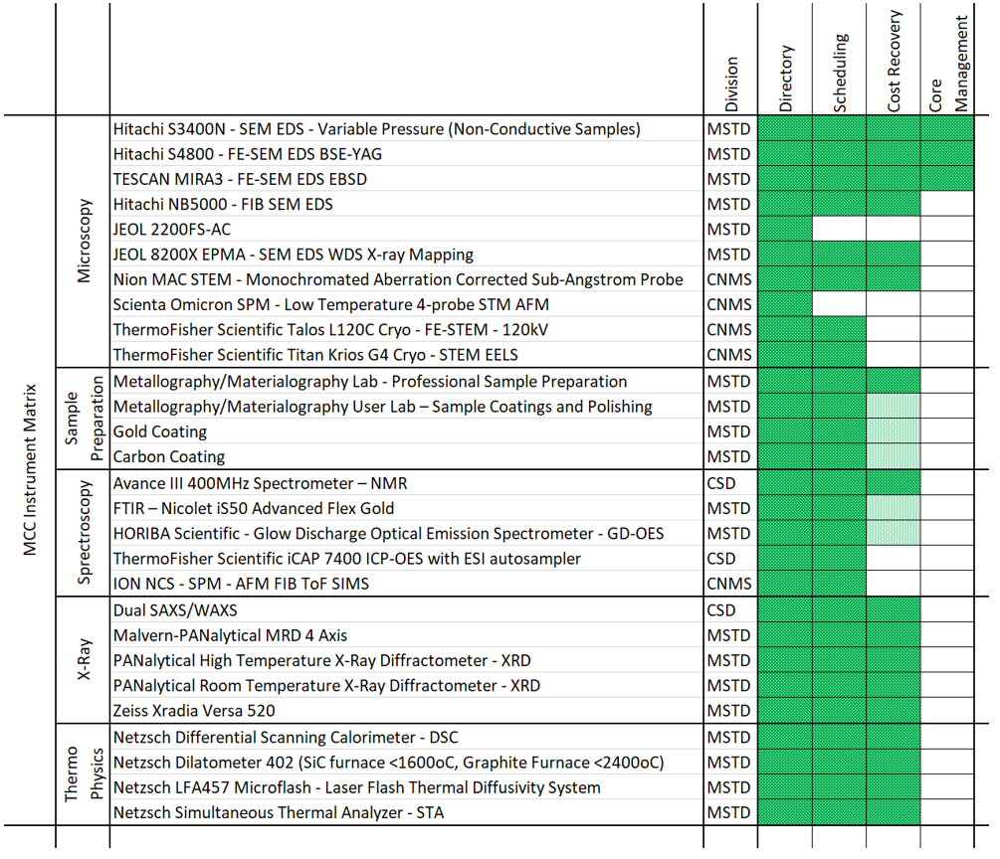 Division
Directory
Scheduling
Cost Recovery
Core
Management
MCC Instrument Matrix
Microscopy
Hitachi S3400N - SEM EDS - Variable Pressure (Non-Conductive Samples) MSTD
Hitachi S4800 - FE-SEM EDS BSE-YAG MSTD
TESCAN MIRA3 - FE-SEM EDS EBSD MSTD
Hitachi NB5000 - FIB SEM EDS MSTD
JEOL 2200FS-AC MSTD
JEOL 8200X EPMA - SEM EDS WDS X-ray Mapping MSTD
Nion MAC STEM - Monochromated Aberration Corrected Sub-Angstrom Probe CNMS
Scienta Omicron SPM - Low Temperature 4-probe STM AFM CNMS
ThermoFisher Scientific Talos L120C Cryo - FE-STEM - 120kV CNMS
ThermoFisher Scientific Titan Krios G4 Cryo - STEM EELS CNMS
Sample
Preparation
Metallography/Materialography Lab - Professional Sample Preparation MSTD
Metallography/Materialography User Lab – Sample Coatings and Polishing MSTD
Gold Coating MSTD
Carbon Coating MSTD
Sprectroscopy
Avance III 400MHz Spectrometer – NMR CSD
FTIR – Nicolet iS50 Advanced Flex Gold MSTD
HORIBA Scientific - Glow Discharge Optical Emission Spectrometer - GD-OES MSTD
ThermoFisher Scientific iCAP 7400 ICP-OES with ESI autosampler CSD
ION NCS - SPM - AFM FIB ToF SIMS CNMS
X-Ray
Dual SAXS/WAXS CSD
Malvern-PANalytical MRD 4 Axis MSTD
PANalytical High Temperature X-Ray Diffractometer - XRD MSTD
PANalytical Room Temperature X-Ray Diffractometer - XRD MSTD
Zeiss Xradia Versa 520 MSTD
Thermo
Physics
Netzsch Differential Scanning Calorimeter - DSC MSTD
Netzsch Dilatometer 402 (SiC furnace <1600oC, Graphite Furnace <2400oC) MSTD
Netzsch LFA457 Microflash - Laser Flash Thermal Diffusivity System MSTD
Netzsch Simultaneous Thermal Analyzer - STA MSTD